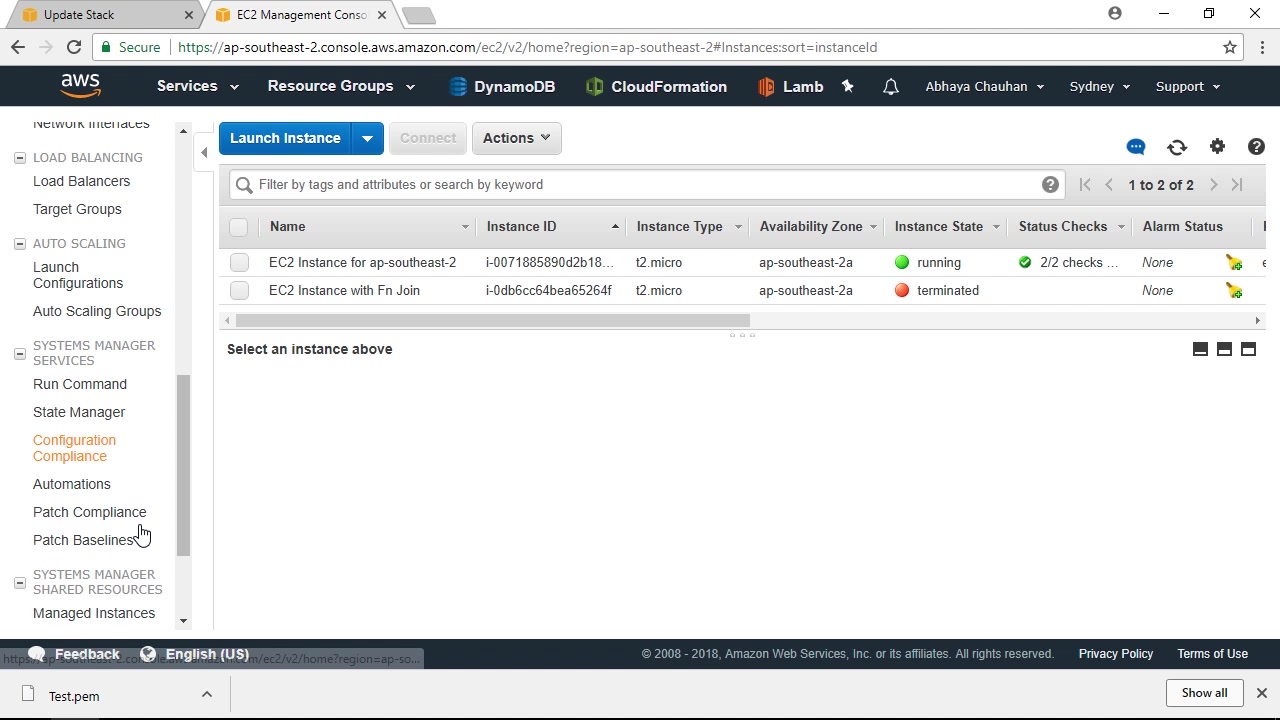 Update Stack
EC2 Management Conso
Secure
https://ap-southeast-2.console.aws.amazon.com/ec2/v2/home?region=ap-southeast-2#Instances:sort=instanceId
aws
Services
Resource Groups
DynamoDB
CloudFormation
Lamb
Abhaya Chauhan
Sydney
Support
Network Interfaces
LOAD BALANCING
Load Balancers
Target Groups
AUTO SCALING
Launch
Configurations
Auto Scaling Groups
SYSTEMS MANAGER
SERVICES
Run Command
State Manager
Configuration
Compliance
Automations
Patch Compliance
Patch Baselines
SYSTEMS MANAGER
SHARED RESOURCES
Managed Instances
Launch Instance
Connect
Actions
Filter by tags and attributes or search by keyword
1 to 2 of 2
Name Instance ID Instance Type Availability Zone Instance State Status Checks Alarm Status
EC2 Instance for ap-southeast-2 i-0071885890d2b18... t2.micro ap-southeast-2a running 2/2 checks ... None
EC2 Instance with Fn Join i-0db6cc64bea65264f t2.micro ap-southeast-2a terminated None
Select an instance above
Feedback
English (US)
© 2008 - 2018, Amazon Web Services, Inc. or its affiliates. All rights reserved.
Privacy Policy
Terms of Use
Test.pem
Show all